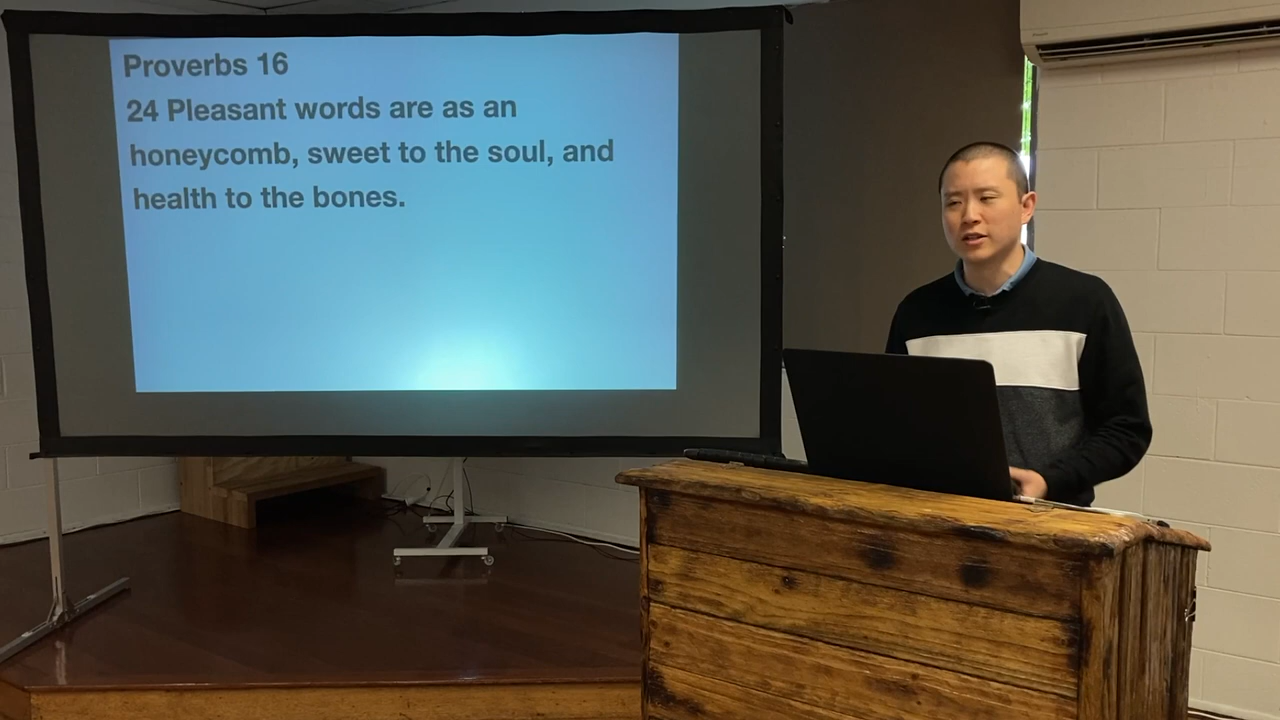 Proverbs 16
24 Pleasant words are as an
honeycomb, sweet to the soul, and
health to the bones.